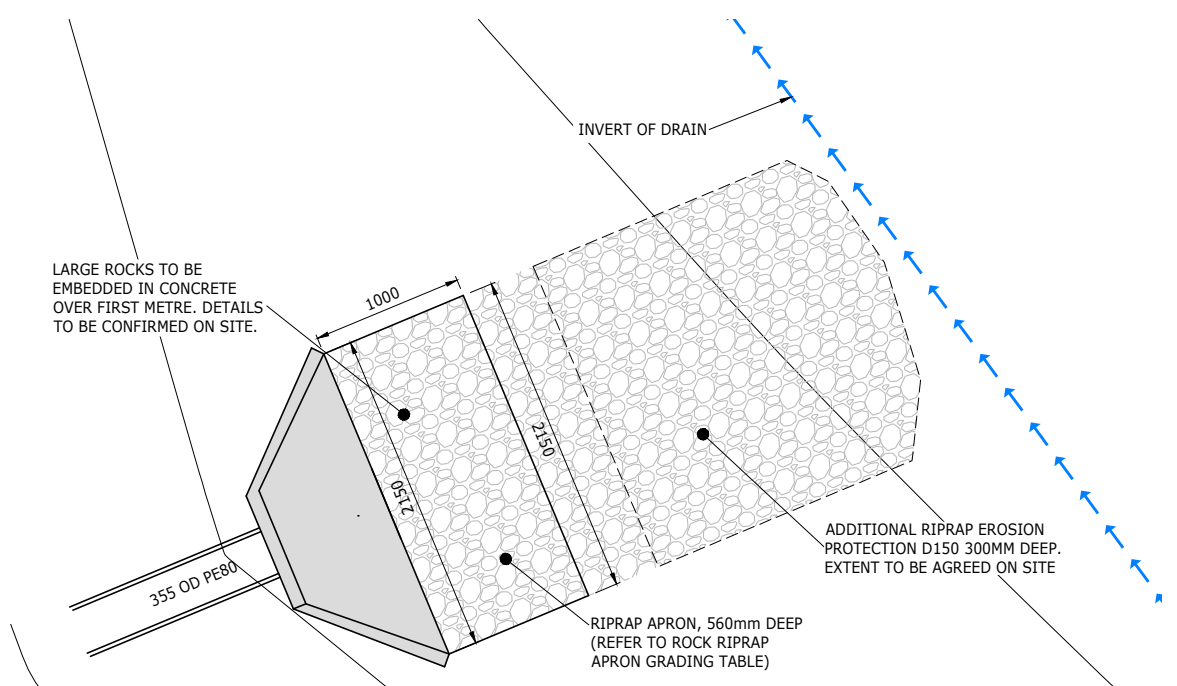 INVERT OF DRAIN
LARGE ROCKS TO BE
EMBEDDED IN CONCRETE
OVER FIRST METRE. DETAILS
TO BE CONFIRMED ON SITE.
1000
2150
2150
355 OD PE80
ADDITIONAL RIPRAP EROSION
PROTECTION D150 300MM DEEP.
EXTENT TO BE AGREED ON SITE
RIPRAP APRON, 560mm DEEP
(REFER TO ROCK RIPRAP
APRON GRADING TABLE)